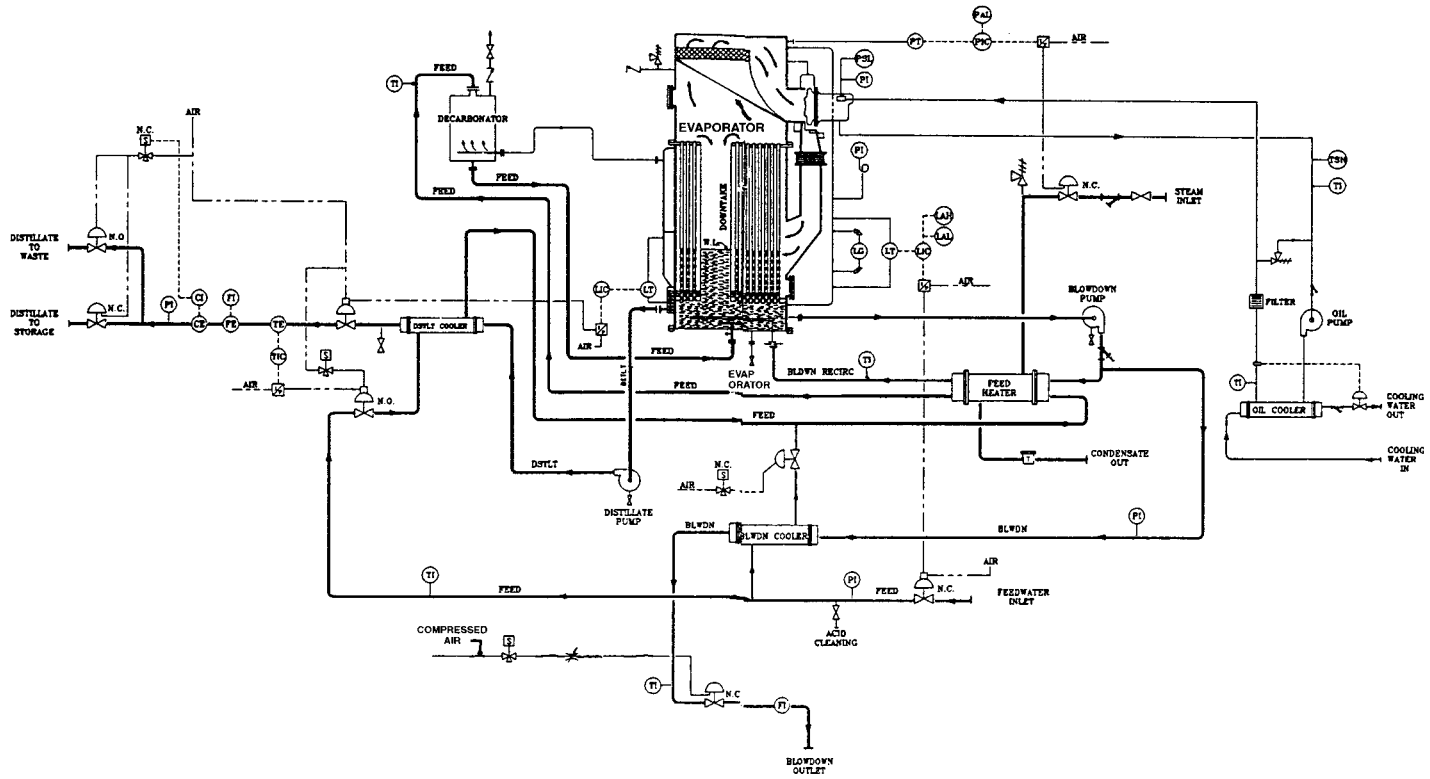 PAL
PT
PIC
AIR
FEED
TI
DECARBONATOR
PSL
PI
AIR
N.C.
S
EVAPORATOR
PI
TSH
TI
N.C.
STEAM
INLET
FEED
FEED
DOWNTAKE
W.L.
LAH
LAL
LG
LT
LIC
AIR
DISTILLATE
TO
WASTE
N.O.
DISTILLATE
TO
STORAGE
N.C.
PI
CI
CE
FI
FE
TE
TIC
AIR
S
N.O.
DSTLT COOLER
LIC
LT
AIR
FEED
DSTLT
EVAP
ORATOR
BLOWDOWN
PUMP
FILTER
OIL
PUMP
BLDWN RECIRC
TI
FEED
HEATER
FEED
FEED
TI
OIL COOLER
COOLING
WATER
OUT
COOLING
WATER
IN
DSTLT
DISTILLATE
PUMP
N.C.
S
AIR
T
CONDENSATE
OUT
BLWDN
BLWDN COOLER
BLWDN
PI
TI
FEED
PI
FEED
AIR
N.C.
FEEDWATER
INLET
ACID
CLEANING
COMPRESSED
AIR
S
TI
N.C
FI
BLOWDOWN
OUTLET